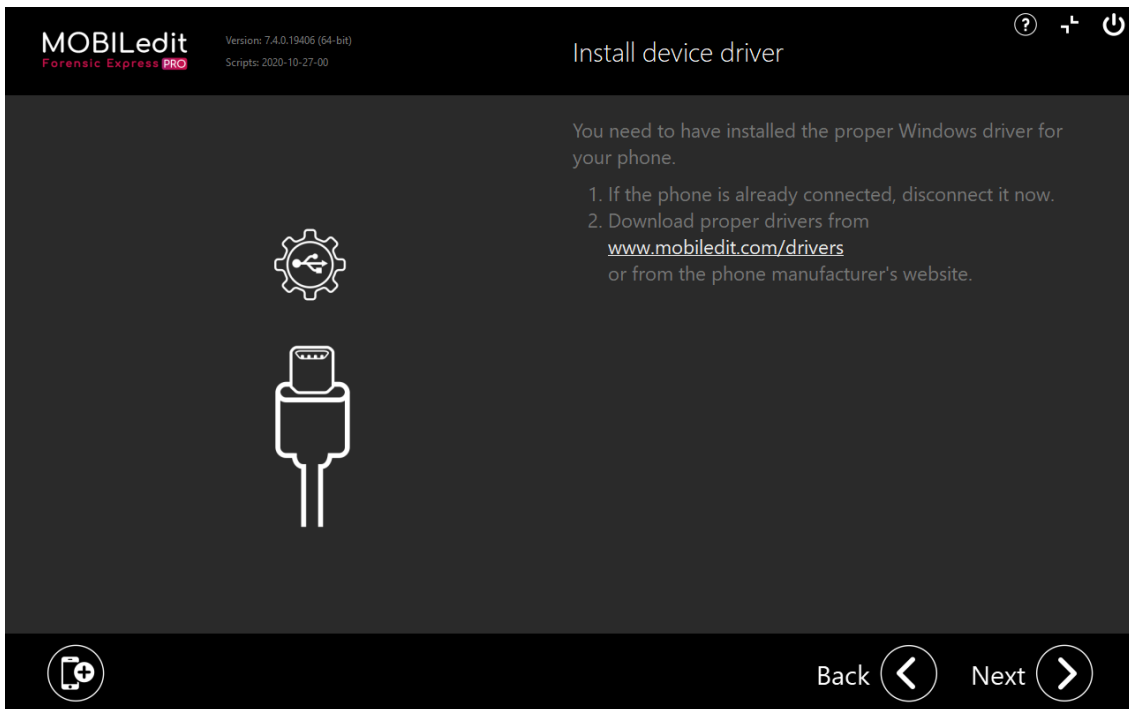 MOBILedit
Forensic Express PRO
Version: 7.4.0.19406 (64-bit)
Scripts: 2020-10-27-00
Install device driver
?
You need to have installed the proper Windows driver for
your phone.
1. If the phone is already connected, disconnect it now.
2. Download proper drivers from
www.mobiledit.com/drivers
or from the phone manufacturer's website.
Back
Next